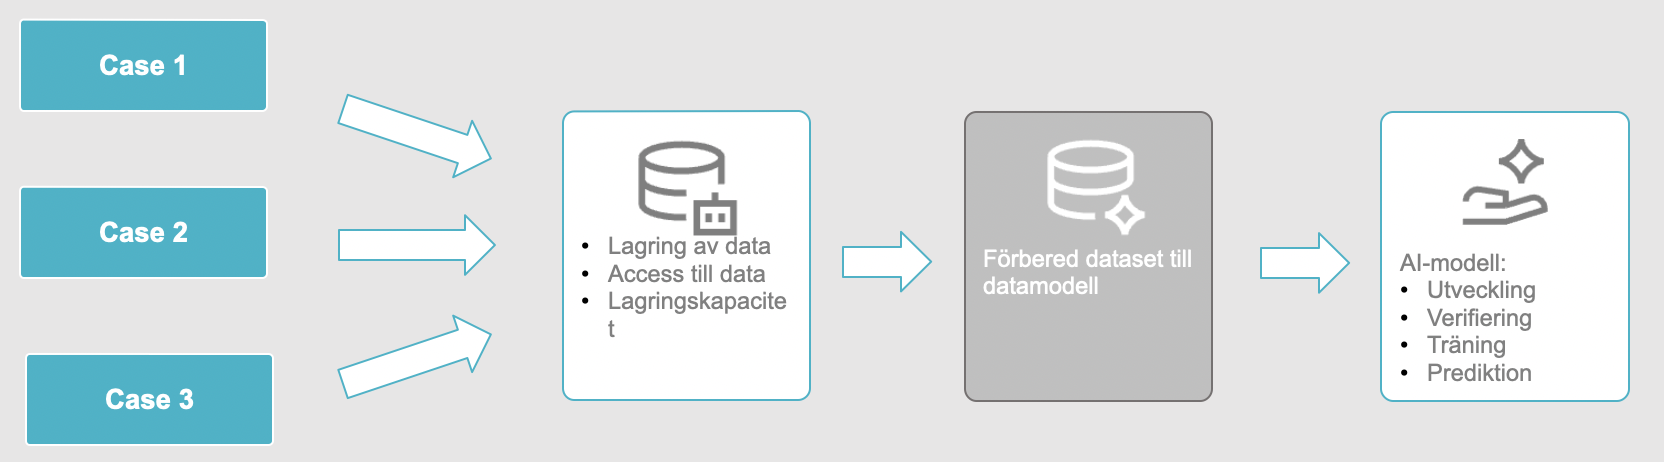 Case 1
Case 2
Case 3
Lagring av data
Access till data
Lagringskapacite
t
Förbered dataset till
datamodell
AI-modell:
Utveckling
Verifiering
Träning
Prediktion